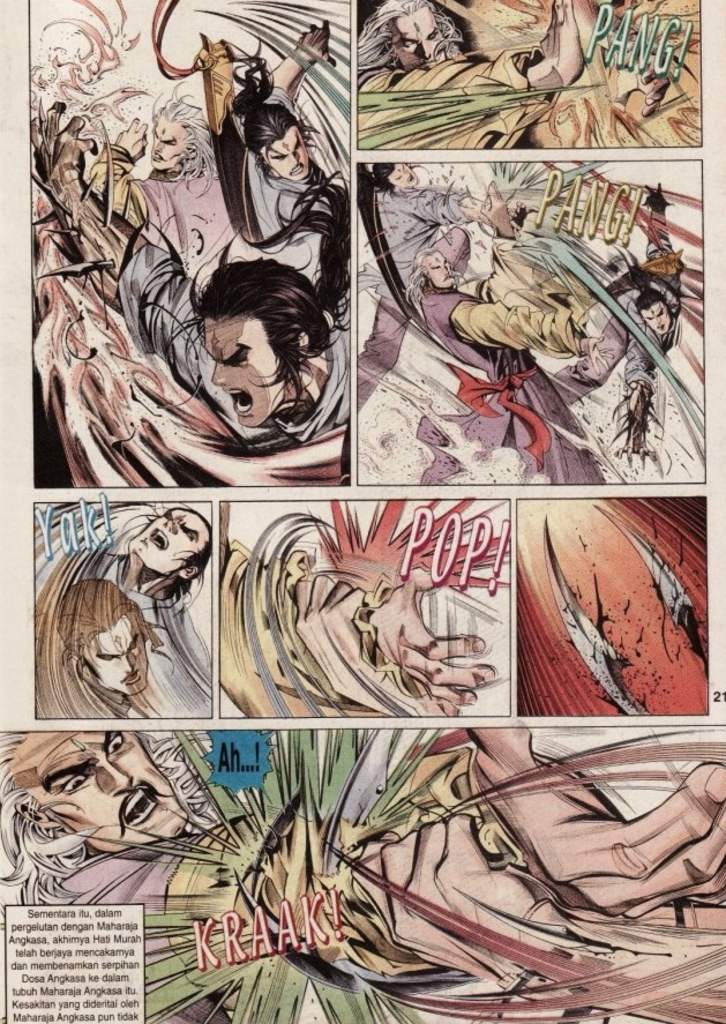 PANG!
PANG!
Yak!
POP!
21
Ah...!
KRAAK!
Sementara itu, dalam
pergelutan dengan Maharaja
Angkasa, akhirnya Hati Murah
telah berjaya mencakarnya
dan membenamkan serpihan
Dosa Angkasa ke dalam
tubuh Maharaja Angkasa itu.
Kesakitan yang dideritai oleh
Maharaja Angkasa pun tidak